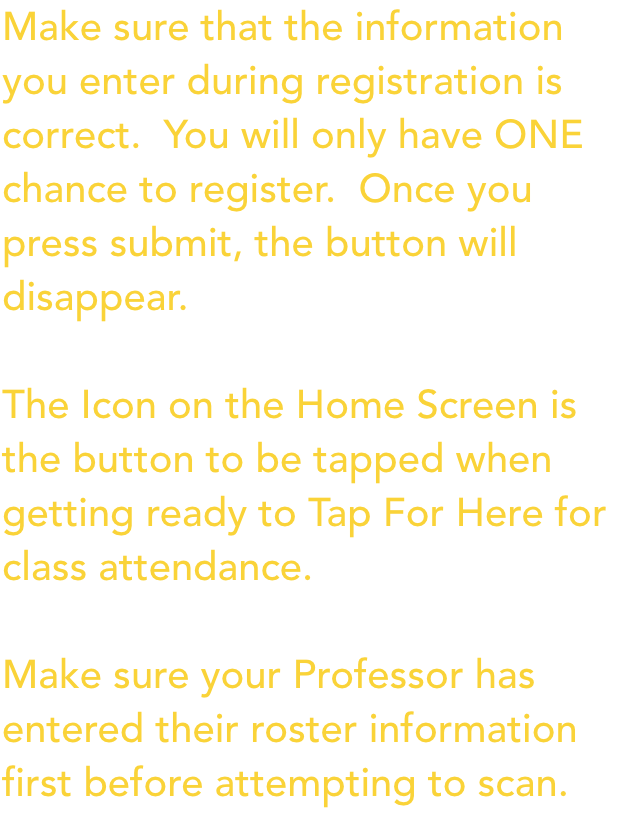 Make sure that the information
you enter during registration is
correct.  You will only have ONE
chance to register.  Once you
press submit, the button will
disappear.

The Icon on the Home Screen is
the button to be tapped when
getting ready to Tap For Here for
class attendance.

Make sure your Professor has
entered their roster information
first before attempting to scan.